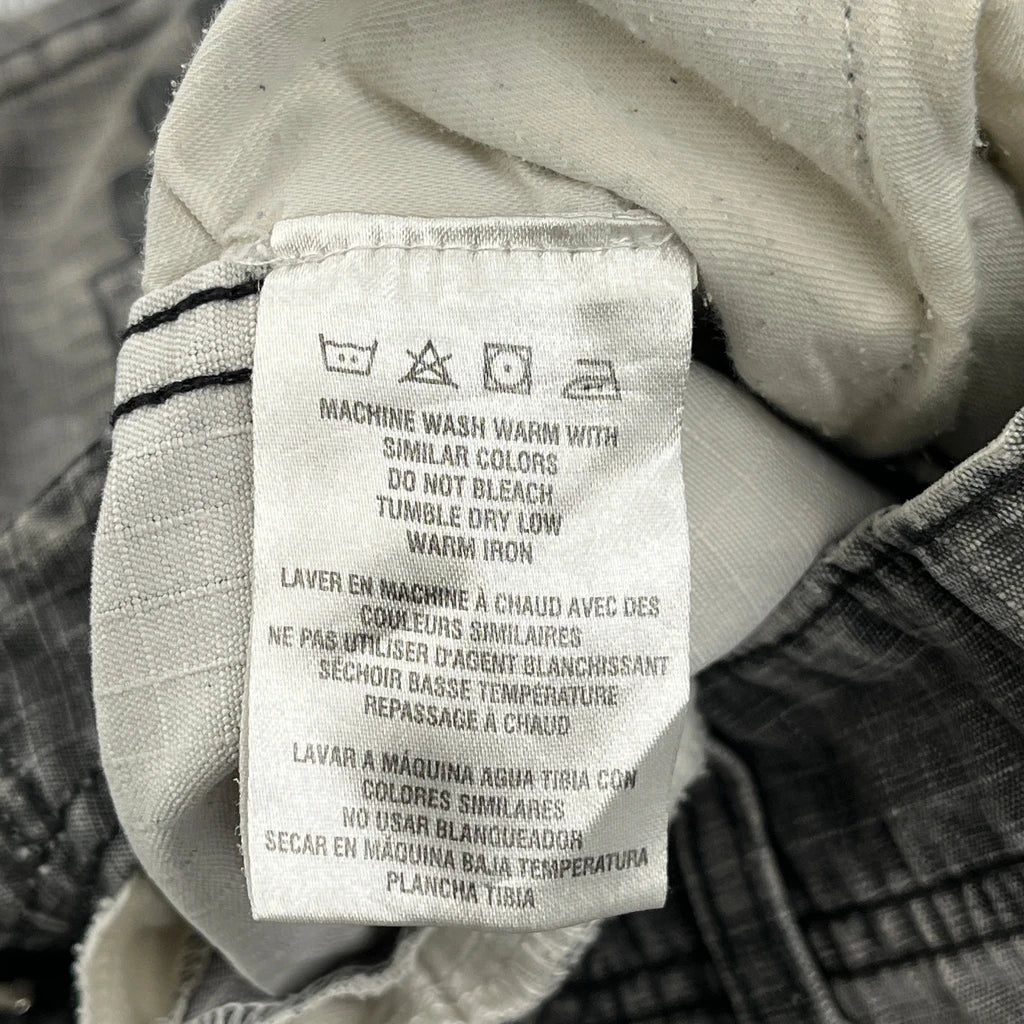 MACHINE WASH WARM WITH
SIMILAR COLORS
DO NOT BLEACH
TUMBLE DRY LOW
WARM IRON
LAVER EN MACHINE À CHAUD AVEC DES
COULEURS SIMILAIRES
NE PAS UTILISER D'AGENT BLANCHISSANT
SÉCHOIR BASSE TEMPÉRATURE
REPASSAGE À CHAUD
LAVAR A MÁQUINA AGUA TIBIA CON
COLORES SIMILARES
NO USAR BLANQUEADOR
SECAR EN MÁQUINA BAJA TEMPERATURA
PLANCHA TIBIA